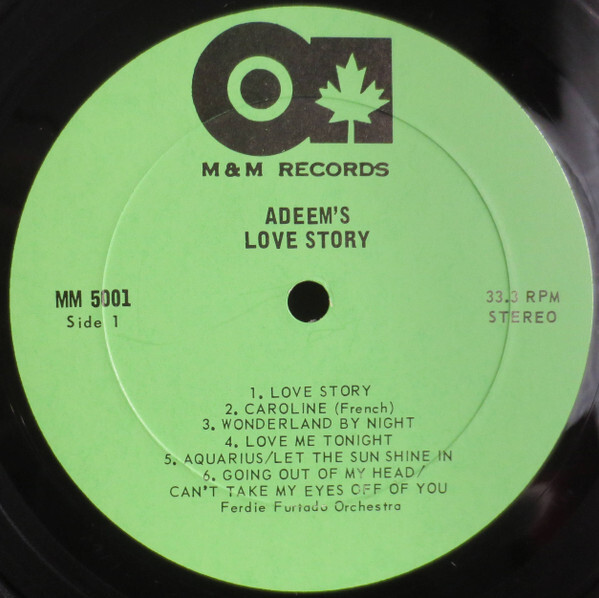 M & M RECORDS
ADEEM'S
LOVE STORY
MM 5001
Side 1
33.3 RPM
STEREO
1. LOVE STORY
2. CAROLINE (French)
3. WONDERLAND BY NIGHT
4. LOVE ME TONIGHT
5. AQUARIUS/LET THE SUN SHINE IN
6. GOING OUT OF MY HEAD/
CAN'T TAKE MY EYES OFF OF YOU
Ferdie Furtado Orchestra